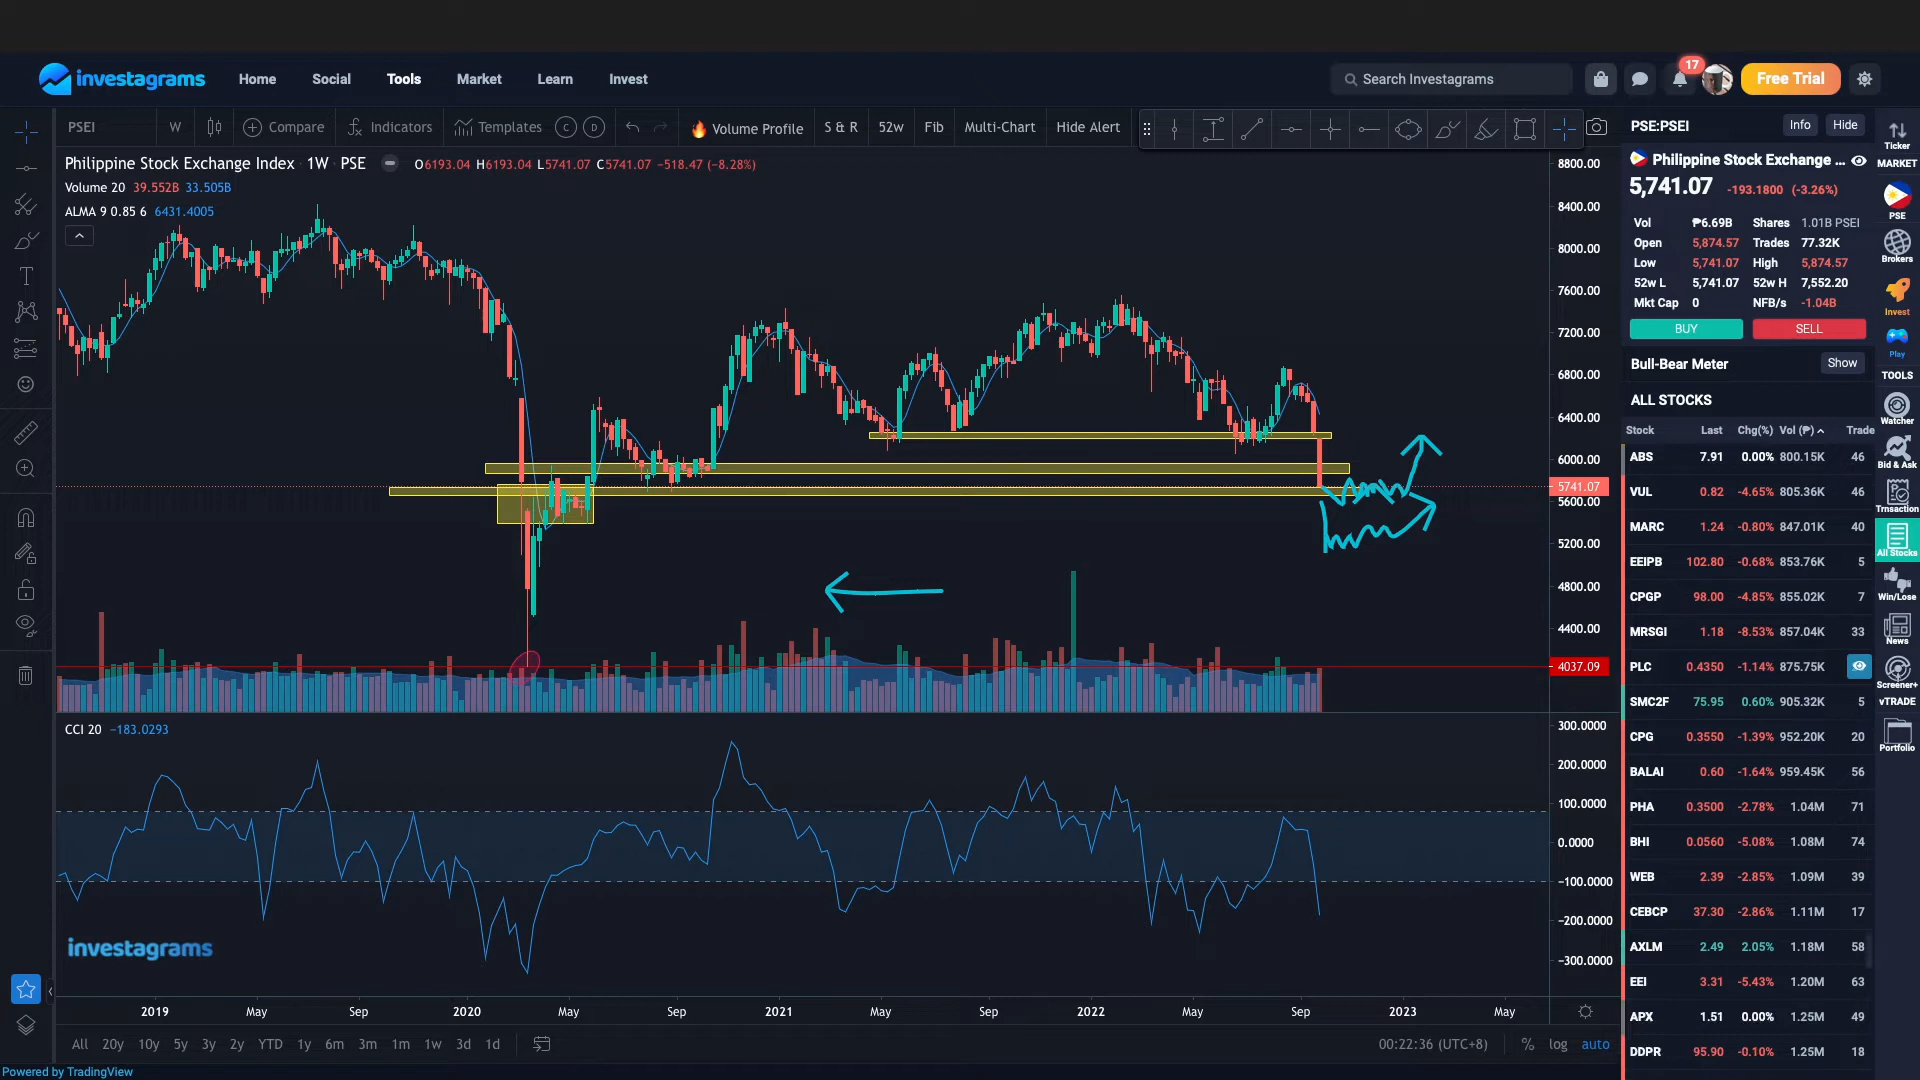 investagrams Home Social Tools Market Learn Invest Search Investagrams 17 Free Trial
PSEI W Compare Indicators Templates C D Volume Profile S & R 52w Fib Multi-Chart Hide Alert
Philippine Stock Exchange Index 1W PSE O6193.04 H6193.04 L5741.07 C5741.07 -518.47 (-8.28%)
Volume 20 39.552B 33.505B
ALMA 9 0.85 6 6431.4005
8800.00
8400.00
8000.00
7600.00
7200.00
6800.00
6400.00
6000.00
5741.07
5600.00
5200.00
4800.00
4400.00
4037.09
CCI 20 −183.0293
300.0000
200.0000
100.0000
0.0000
−100.0000
−200.0000
−300.0000
investagrams
2019 May Sep 2020 May Sep 2021 May Sep 2022 May Sep 2023 May
All 20y 10y 5y 3y 2y YTD 1y 6m 3m 1m 1w 3d 1d 00:22:36 (UTC+8) % log auto
Powered by TradingView
PSE:PSEI Info Hide
Philippine Stock Exchange ...
5,741.07 -193.1800 (-3.26%)
Vol ₱6.69B Shares 1.01B PSEI
Open 5,874.57 Trades 77.32K
Low 5,741.07 High 5,874.57
52w L 5,741.07 52w H 7,552.20
Mkt Cap 0 NFB/s -1.04B
BUY SELL
Bull-Bear Meter Show
ALL STOCKS
Stock Last Chg(%) Vol (₱) Trade
ABS 7.91 0.00% 800.15K 46
VUL 0.82 -4.65% 805.36K 46
MARC 1.24 -0.80% 847.01K 40
EEIPB 102.80 -0.68% 853.76K 5
CPGP 98.00 -4.85% 855.02K 7
MRSGI 1.18 -8.53% 857.04K 33
PLC 0.4350 -1.14% 875.75K
SMC2F 75.95 0.60% 905.32K 5
CPG 0.3550 -1.39% 952.20K 20
BALAI 0.60 -1.64% 959.45K 56
PHA 0.3500 -2.78% 1.04M 71
BHI 0.0560 -5.08% 1.08M 74
WEB 2.39 -2.85% 1.09M 39
CEBCP 37.30 -2.86% 1.11M 17
AXLM 2.49 2.05% 1.18M 58
EEI 3.31 -5.43% 1.20M 63
APX 1.51 0.00% 1.25M 49
DDPR 95.90 -0.10% 1.25M 18
Ticker
MARKET
PSE
Brokers
Invest
Play
TOOLS
Watcher
Bid & Ask
Trnsaction
All Stocks
Win/Lose
News
Screener+
vTRADE
Portfolio